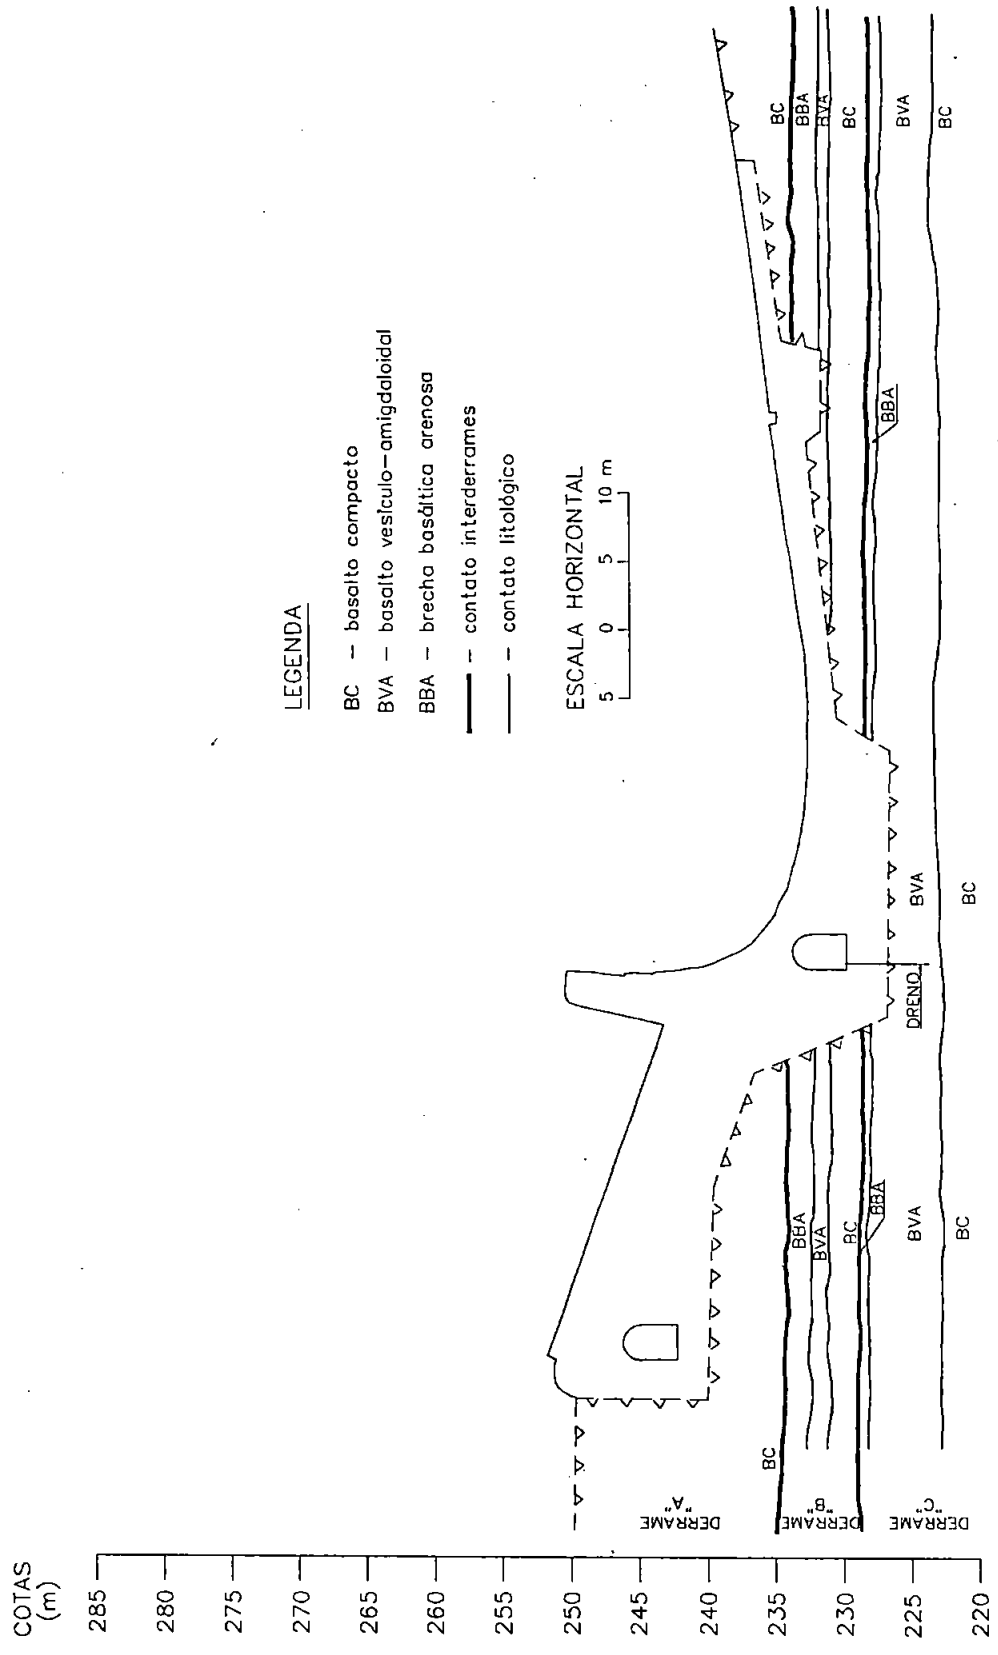 COTAS
(m)
285
280
275
270
265
260
255
250
245
240
235
230
225
220
LEGENDA
BC – basalto compacto
BVA – basalto vesículo–amigdaloidal
BBA – brecha basáltica arenosa
– contato interderrames
– contato litológico
ESCALA HORIZONTAL
5 0 5 10 m
DERRAME
"A"
DERRAME
"B"
DERRAME
"C"
BC
BBA
BVA
BC
BBA
BVA
BC
DRENO
BVA
BC
BBA
BC
BBA
BVA
BC
BVA
BC